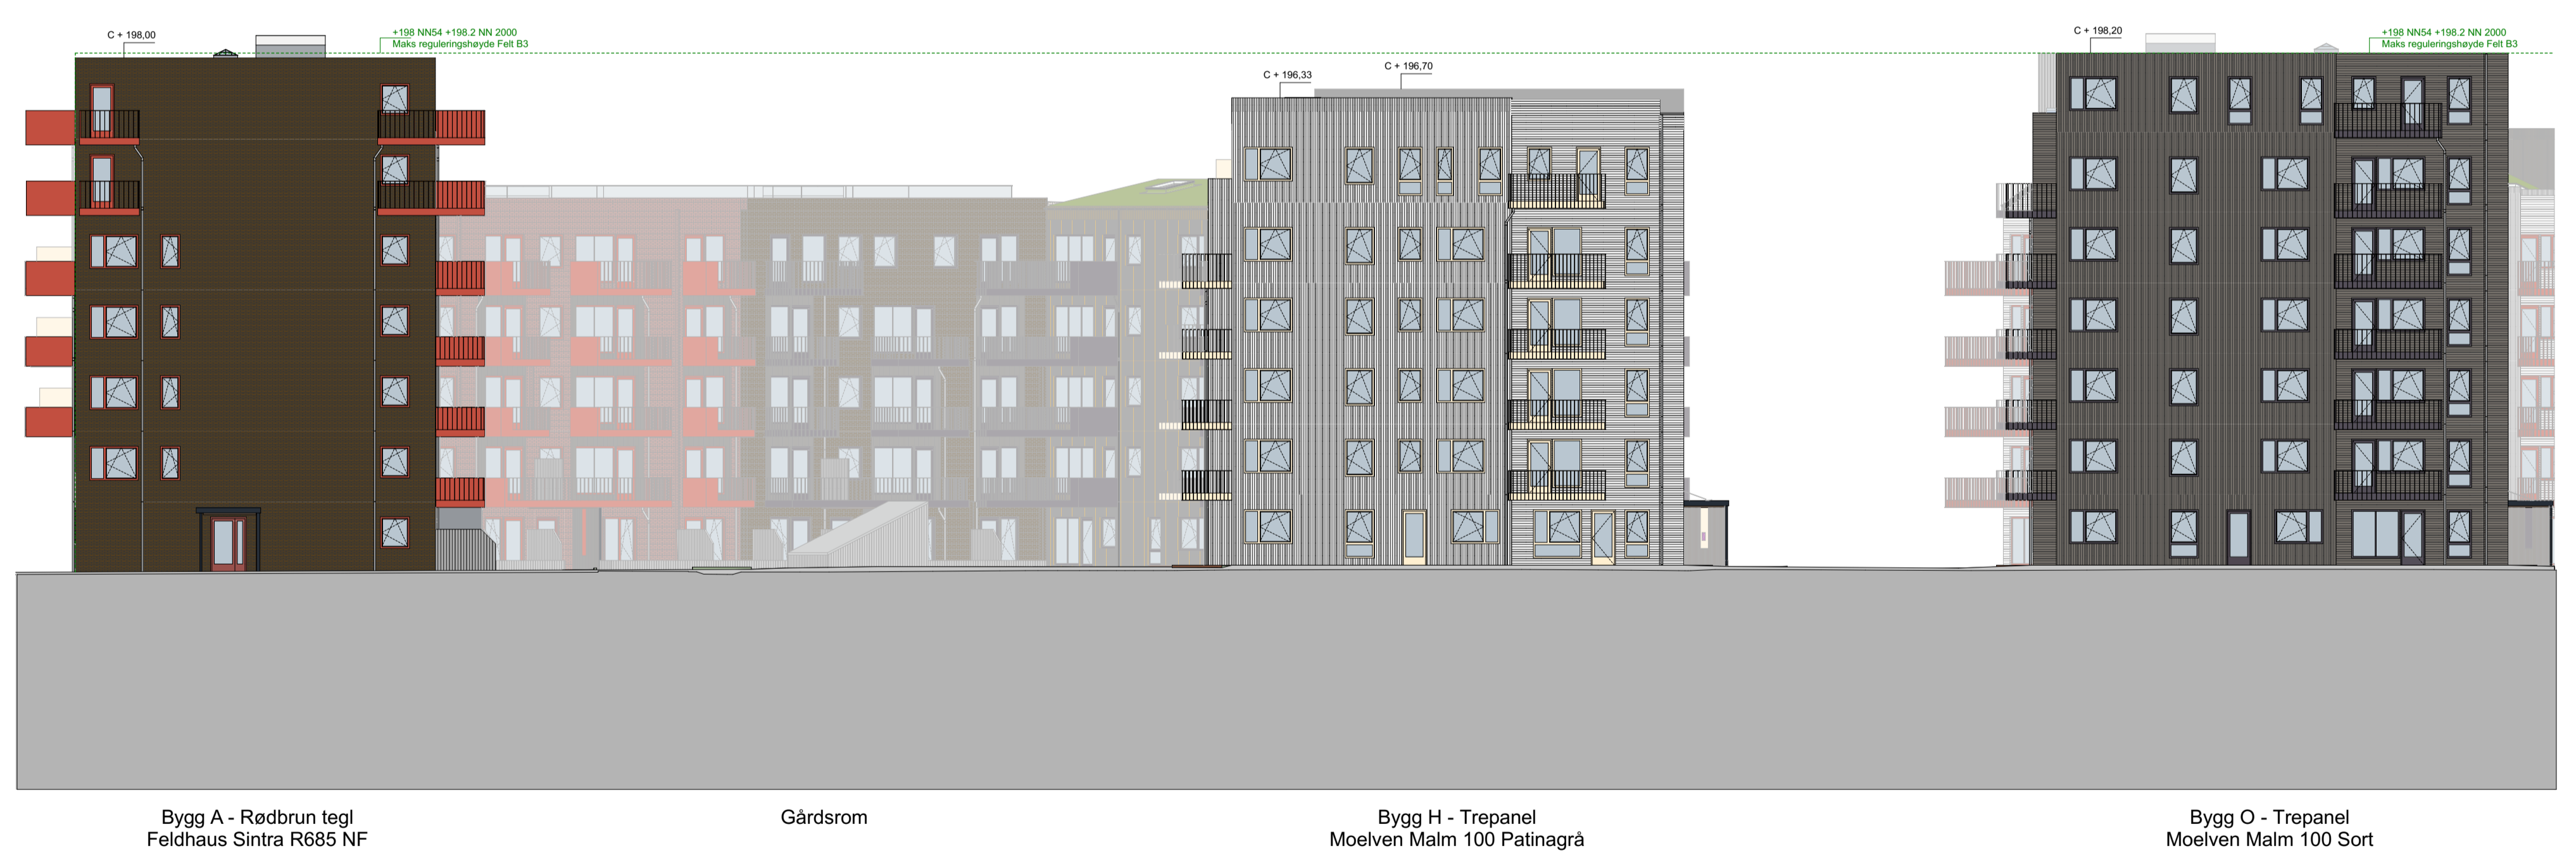 C + 198,00
+198 NN54 +198.2 NN 2000
Maks reguleringshøyde Felt B3
C + 196,33
C + 196,70
C + 198,20
+198 NN54 +198.2 NN 2000
Maks reguleringshøyde Felt B3
Bygg A - Rødbrun tegl
Feldhaus Sintra R685 NF
Gårdsrom
Bygg H - Trepanel
Moelven Malm 100 Patinagrå
Bygg O - Trepanel
Moelven Malm 100 Sort